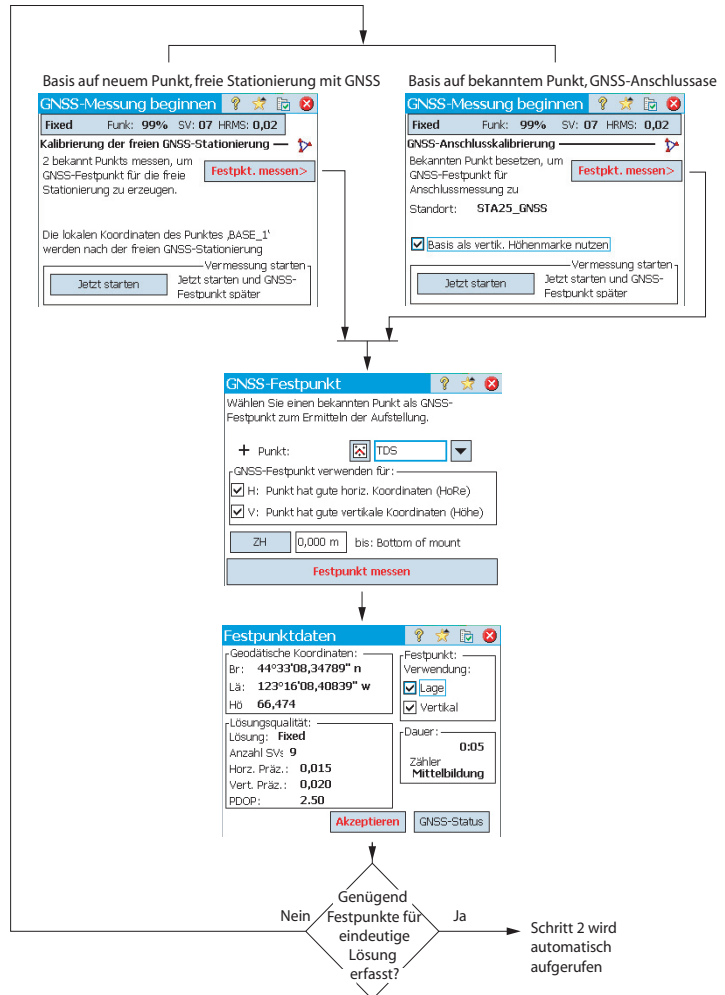 Basis auf neuem Punkt, freie Stationierung mit GNSS
GNSS-Messung beginnen
Fixed Funk: 99% SV: 07 HRMS: 0,02
Kalibrierung der freien GNSS-Stationierung
2 bekannt Punkts messen, um
GNSS-Festpunkt für die freie
Stationierung zu erzeugen.
Festpkt. messen>
Die lokalen Koordinaten des Punktes ‚BASE_1‘
werden nach der freien GNSS-Stationierung
Vermessung starten
Jetzt starten
Jetzt starten und GNSS-
Festpunkt später
Basis auf bekanntem Punkt, GNSS-Anschlussase
GNSS-Messung beginnen
Fixed Funk: 99% SV: 07 HRMS: 0,02
GNSS-Anschlusskalibrierung
Bekannten Punkt besetzen, um
GNSS-Festpunkt für
Anschlussmessung zu
Festpkt. messen>
Standort: STA25_GNSS
Basis als vertik. Höhenmarke nutzen
Vermessung starten
Jetzt starten
Jetzt starten und GNSS-
Festpunkt später
GNSS-Festpunkt
Wählen Sie einen bekannten Punkt als GNSS-
Festpunkt zum Ermitteln der Aufstellung.
+ Punkt: TDS
GNSS-Festpunkt verwenden für:
H: Punkt hat gute horiz. Koordinaten (HoRe)
V: Punkt hat gute vertikale Koordinaten (Höhe)
ZH 0,000 m bis: Bottom of mount
Festpunkt messen
Festpunktdaten
Geodätische Koordinaten:
Br: 44°33'08,34789" n
Lä: 123°16'08,40839" w
Hö 66,474
Festpunkt:
Verwendung:
Lage
Vertikal
Lösungsqualität:
Lösung: Fixed
Anzahl SVs 9
Horz. Präz.: 0,015
Vert. Präz.: 0,020
PDOP: 2.50
Dauer:
0:05
Zähler
Mittelbildung
Akzeptieren
GNSS-Status
Genügend
Festpunkte für
eindeutige
Lösung
erfasst?
Nein
Ja
Schritt 2 wird
automatisch
aufgerufen